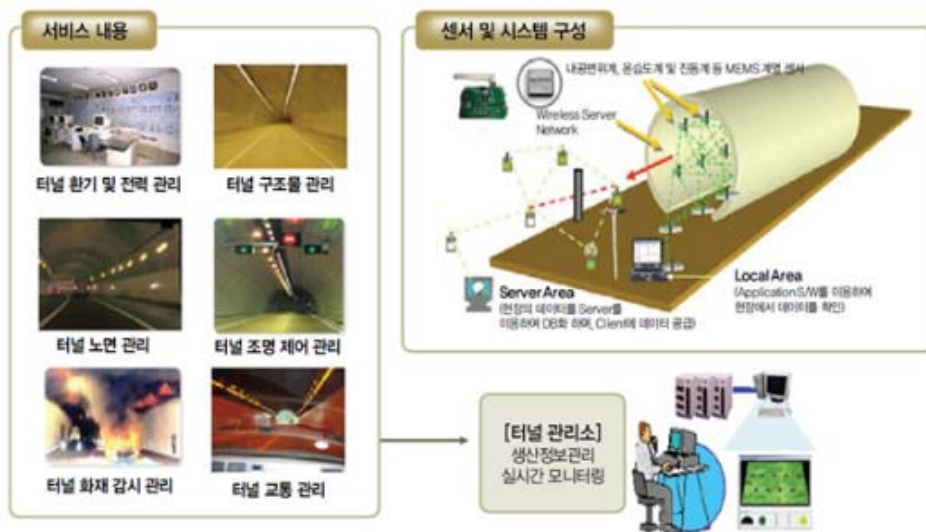 서비스 내용
터널 환기 및 전력 관리
터널 구조물 관리
터널 노면 관리
터널 조명 제어 관리
터널 화재 감시 관리
터널 교통 관리
센서 및 시스템 구성
내공변위계, 온습도계 및 진동계 등 MEMS 계열 센서
Wireless Server
Network
Server Area
(현장의 데이터를 Server를
이용하여 DB화 하며, Client에 데이터 공급)
Local Area
(Application S/W를 이용하여
현장에서 데이터를 확인)
[터널 관리소]
생산정보관리
실시간 모니터링